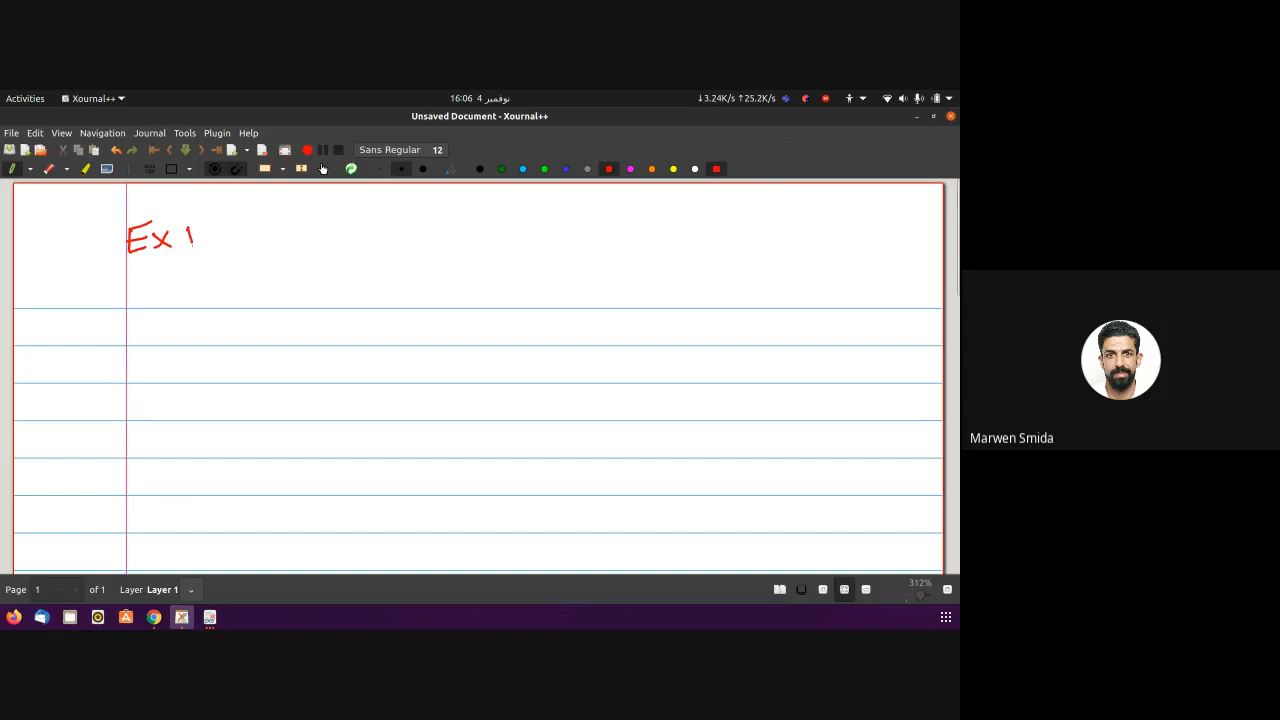 Activities Xournal++ 16:06 4 نوفمبر ↓3.24K/s ↑25.2K/s
Unsaved Document - Xournal++
File Edit View Navigation Journal Tools Plugin Help
Sans Regular 12
Ex 1
Marwen Smida
Page 1 of 1 Layer Layer 1 312%